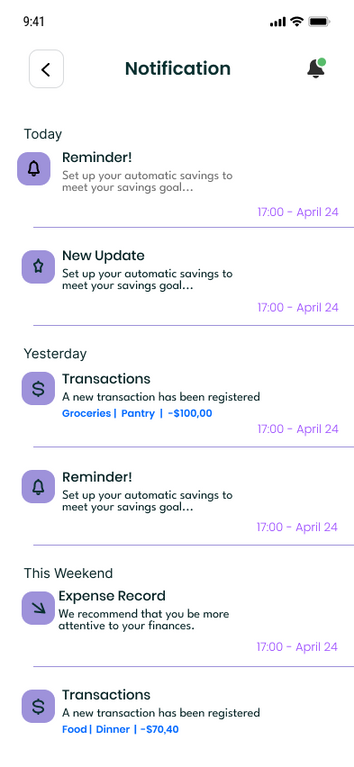 9:41
Notification
Today
Reminder!
Set up your automatic savings to
meet your savings goal...
17:00 - April 24
New Update
Set up your automatic savings to
meet your savings goal...
17:00 - April 24
Yesterday
Transactions
A new transaction has been registered
Groceries | Pantry | -$100,00
17:00 - April 24
Reminder!
Set up your automatic savings to
meet your savings goal...
17:00 - April 24
This Weekend
Expense Record
We recommend that you be more
attentive to your finances.
17:00 - April 24
Transactions
A new transaction has been registered
Food | Dinner | -$70,40